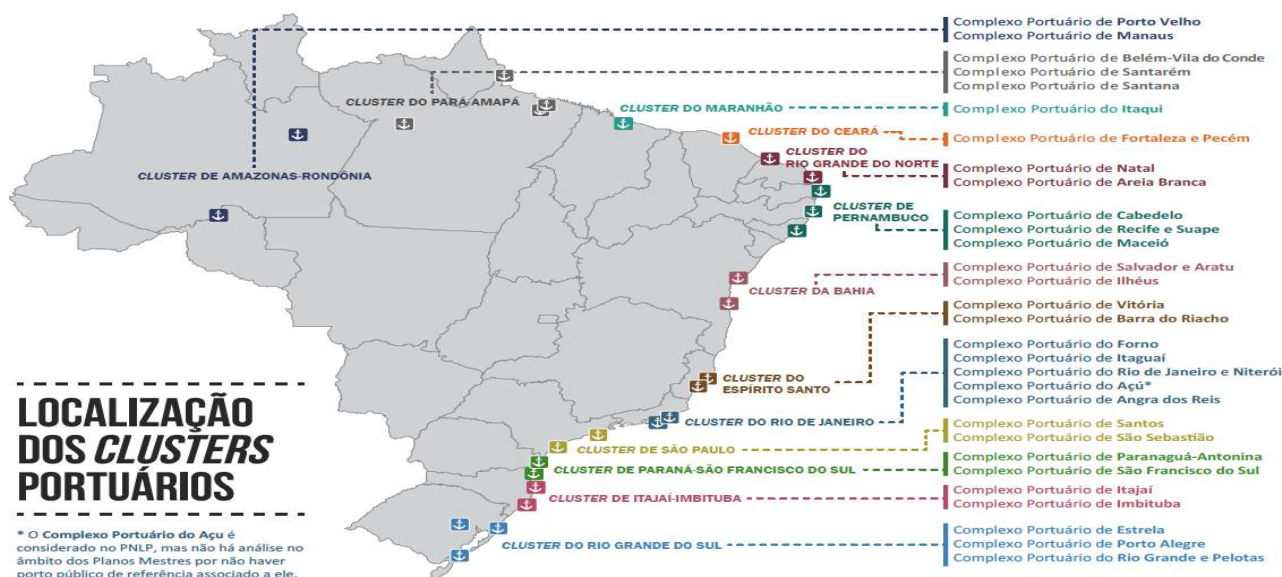 Complexo Portuário de Porto Velho
Complexo Portuário de Manaus
Complexo Portuário de Belém-Vila do Conde
Complexo Portuário de Santarém
Complexo Portuário de Santana
CLUSTER DO PARÁ-AMAPÁ
CLUSTER DO MARANHÃO
Complexo Portuário do Itaqui
CLUSTER DO CEARÁ
Complexo Portuário de Fortaleza e Pecém
CLUSTER DO
RIO GRANDE DO NORTE
Complexo Portuário de Natal
Complexo Portuário de Areia Branca
CLUSTER DE AMAZONAS-RONDÔNIA
CLUSTER DE
PERNAMBUCO
Complexo Portuário de Cabedelo
Complexo Portuário de Recife e Suape
Complexo Portuário de Maceió
CLUSTER DA BAHIA
Complexo Portuário de Salvador e Aratu
Complexo Portuário de Ilhéus
Complexo Portuário de Vitória
Complexo Portuário de Barra do Riacho
CLUSTER DO
ESPÍRITO SANTO
Complexo Portuário do Forno
Complexo Portuário de Itaguaí
Complexo Portuário do Rio de Janeiro e Niterói
Complexo Portuário do Açú*
Complexo Portuário de Angra dos Reis
CLUSTER DO RIO DE JANEIRO
Complexo Portuário de Santos
Complexo Portuário de São Sebastião
CLUSTER DE SÃO PAULO
Complexo Portuário de Paranaguá-Antonina
Complexo Portuário de São Francisco do Sul
CLUSTER DE PARANÁ-SÃO FRANCISCO DO SUL
CLUSTER DE ITAJAÍ-IMBITUBA
Complexo Portuário de Itajaí
Complexo Portuário de Imbituba
CLUSTER DO RIO GRANDE DO SUL
Complexo Portuário de Estrela
Complexo Portuário de Porto Alegre
Complexo Portuário do Rio Grande e Pelotas
LOCALIZAÇÃO
DOS CLUSTERS
PORTUÁRIOS
* O Complexo Portuário do Açu é
considerado no PNLP, mas não há análise no
âmbito dos Planos Mestres por não haver
porto público de referência associado a ele.